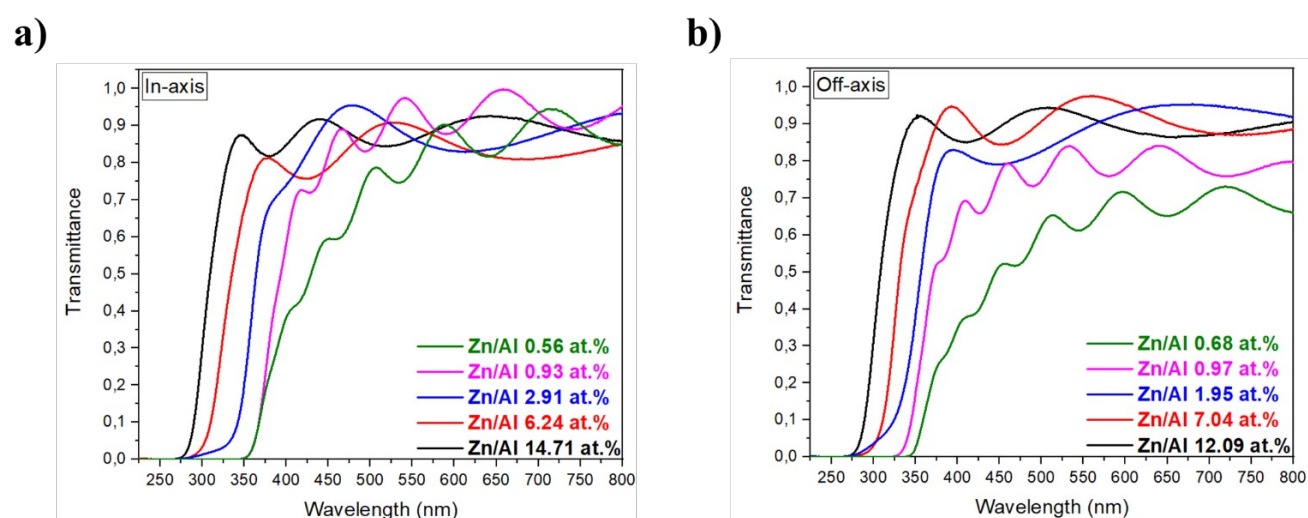 a)
In-axis
Transmittance
1,0
0,9
0,8
0,7
0,6
0,5
0,4
0,3
0,2
0,1
0,0
Zn/Al 0.56 at.%
Zn/Al 0.93 at.%
Zn/Al 2.91 at.%
Zn/Al 6.24 at.%
Zn/Al 14.71 at.%
250 300 350 400 450 500 550 600 650 700 750 800
Wavelength (nm)
b)
Off-axis
Transmittance
1,0
0,9
0,8
0,7
0,6
0,5
0,4
0,3
0,2
0,1
0,0
Zn/Al 0.68 at.%
Zn/Al 0.97 at.%
Zn/Al 1.95 at.%
Zn/Al 7.04 at.%
Zn/Al 12.09 at.%
250 300 350 400 450 500 550 600 650 700 750 800
Wavelength (nm)